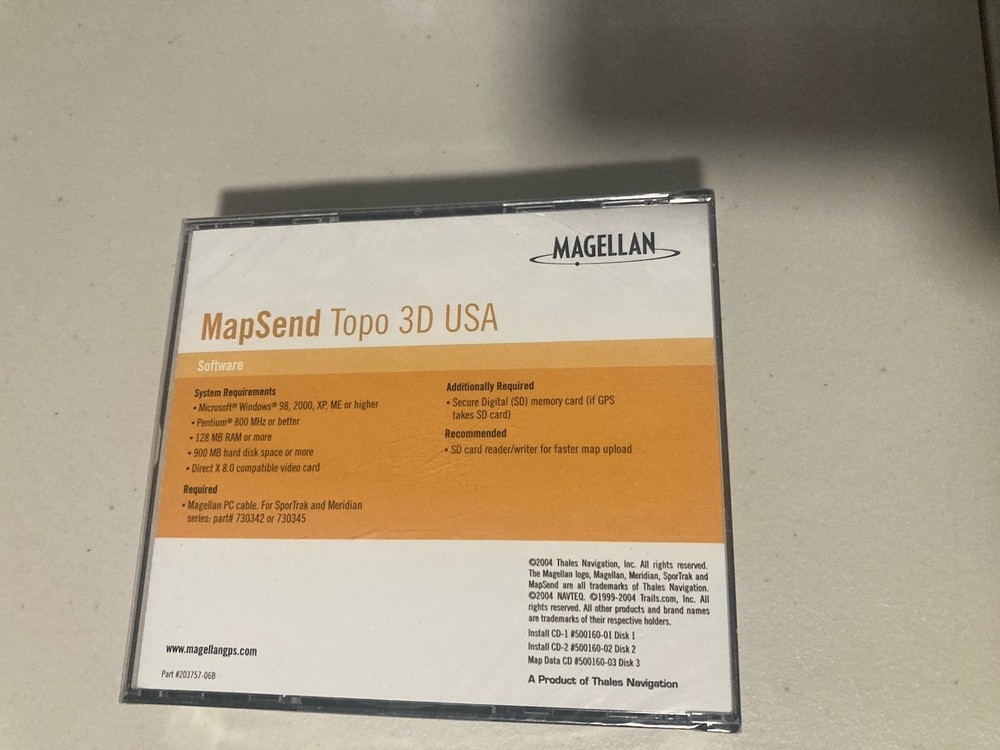 MAGELLAN
MapSend Topo 3D USA
Software
System Requirements
• Microsoft® Windows® 98, 2000, XP, ME or higher
• Pentium® 800 MHz or better
• 128 MB RAM or more
• 900 MB hard disk space or more
• Direct X 8.0 compatible video card
Required
• Magellan PC cable. For SporTrak and Meridian
series: part# 730342 or 730345
Additionally Required
• Secure Digital (SD) memory card (if GPS
takes SD card)
Recommended
• SD card reader/writer for faster map upload
©2004 Thales Navigation, Inc. All rights reserved.
The Magellan logo, Magellan, Meridian, SporTrak and
MapSend are all trademarks of Thales Navigation.
©2004 NAVTEQ. ©1999-2004 Trails.com, Inc. All
rights reserved. All other products and brand names
are trademarks of their respective holders.
Install CD-1 #500160-01 Disk 1
Install CD-2 #500160-02 Disk 2
Map Data CD #500160-03 Disk 3
A Product of Thales Navigation
www.magellangps.com
Part #203757-06B